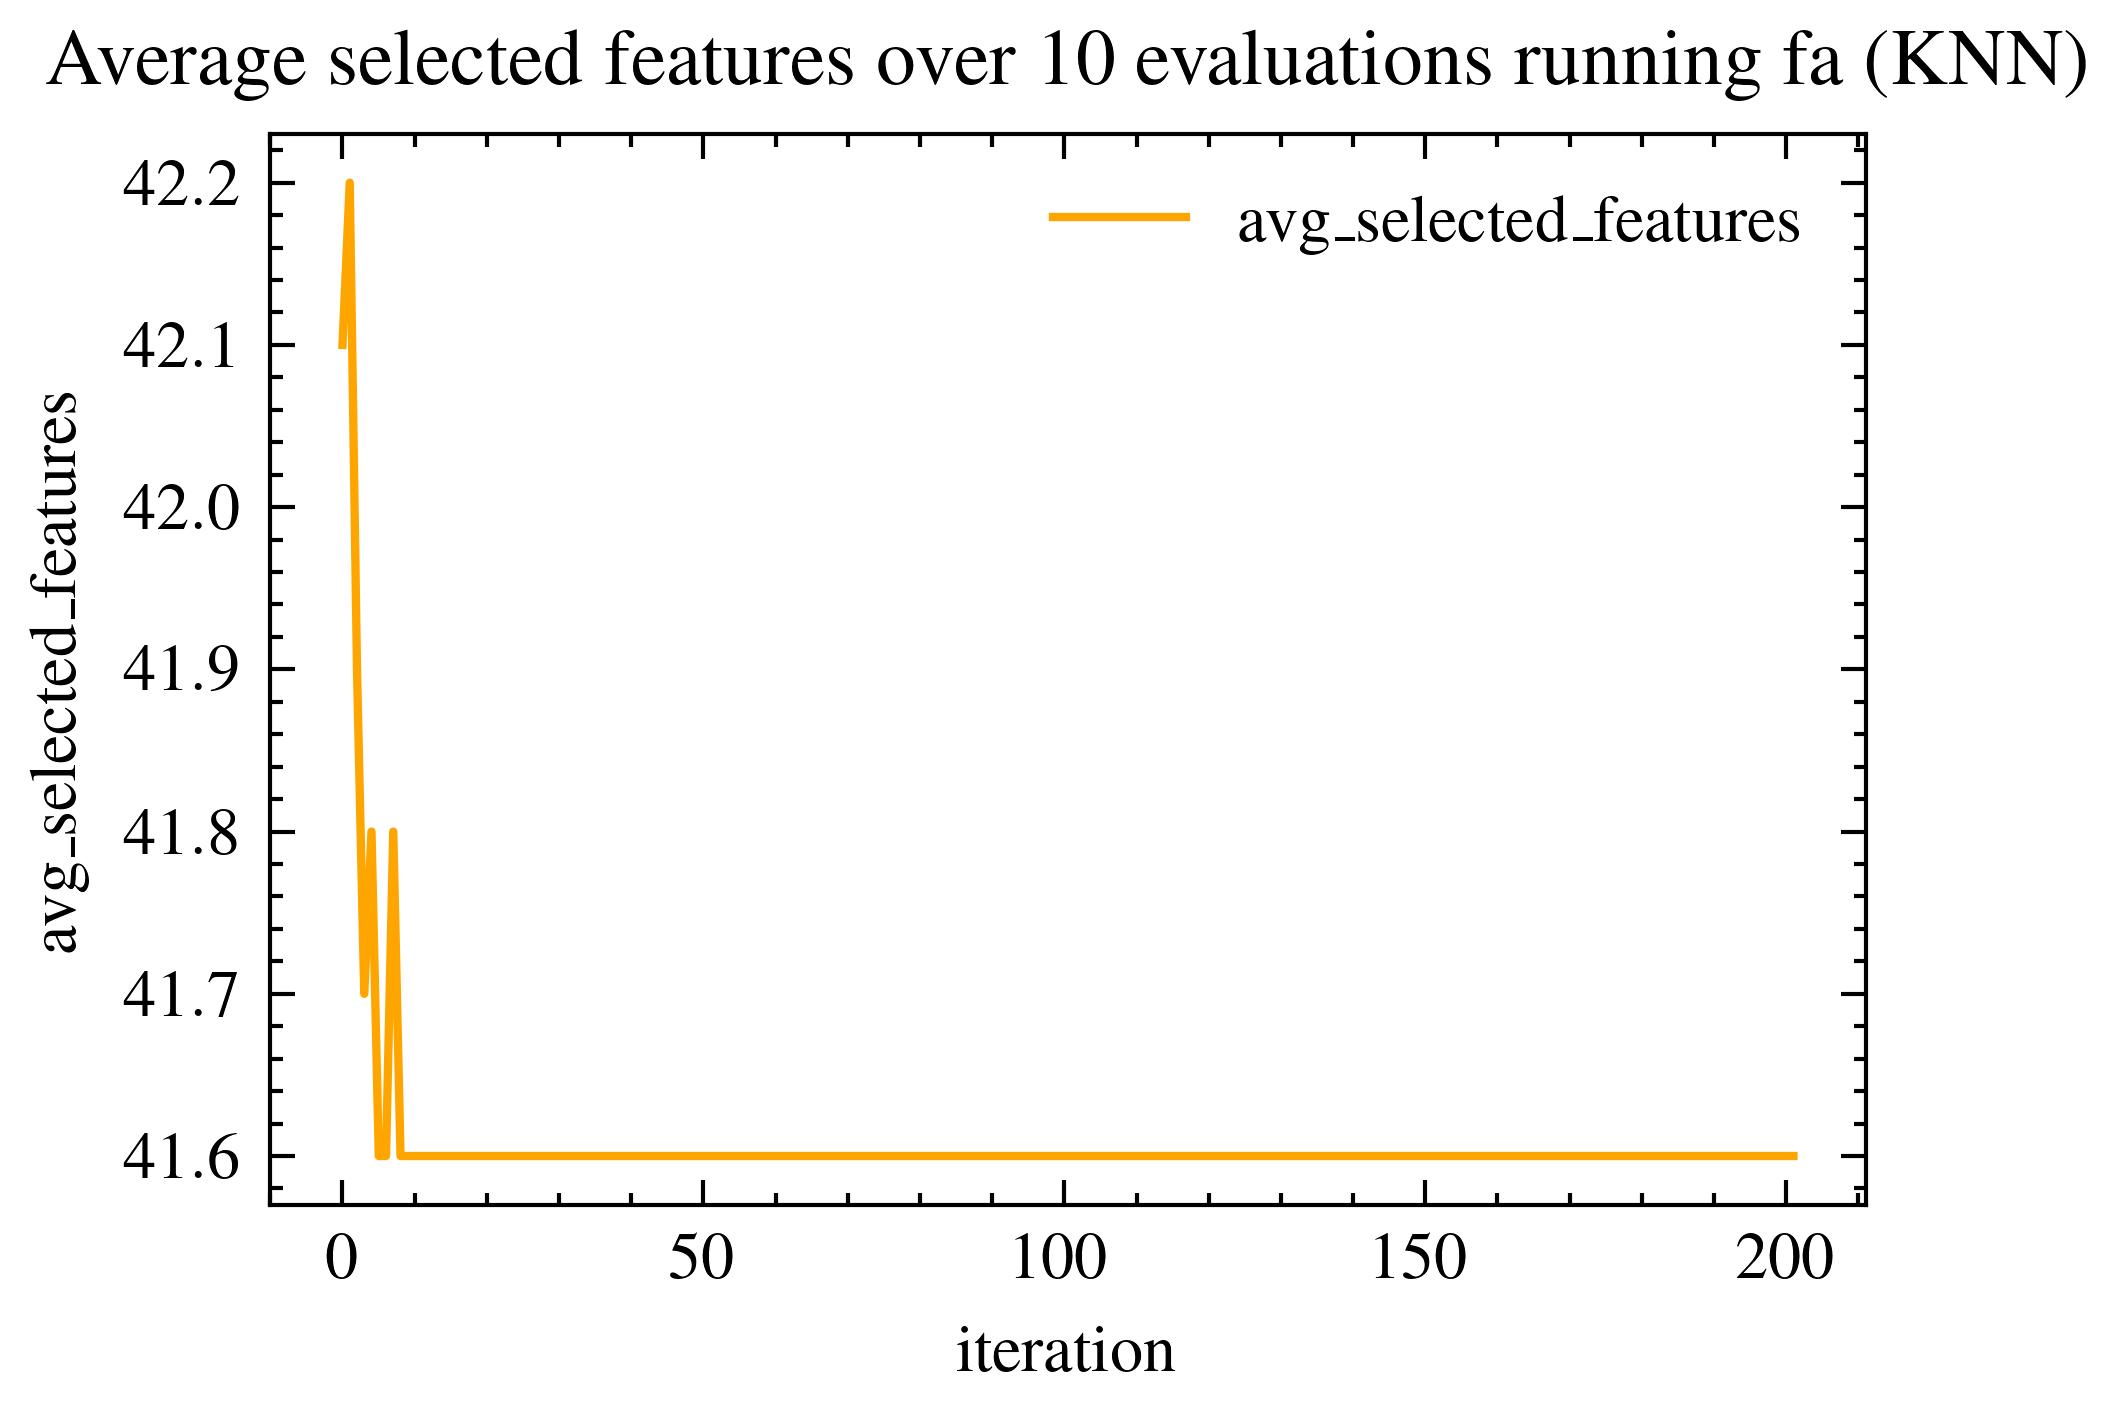 Average selected features over 10 evaluations running fa (KNN)
avg_selected_features
42.2
42.1
42.0
41.9
41.8
41.7
41.6
avg_selected_features
0 50 100 150 200
iteration